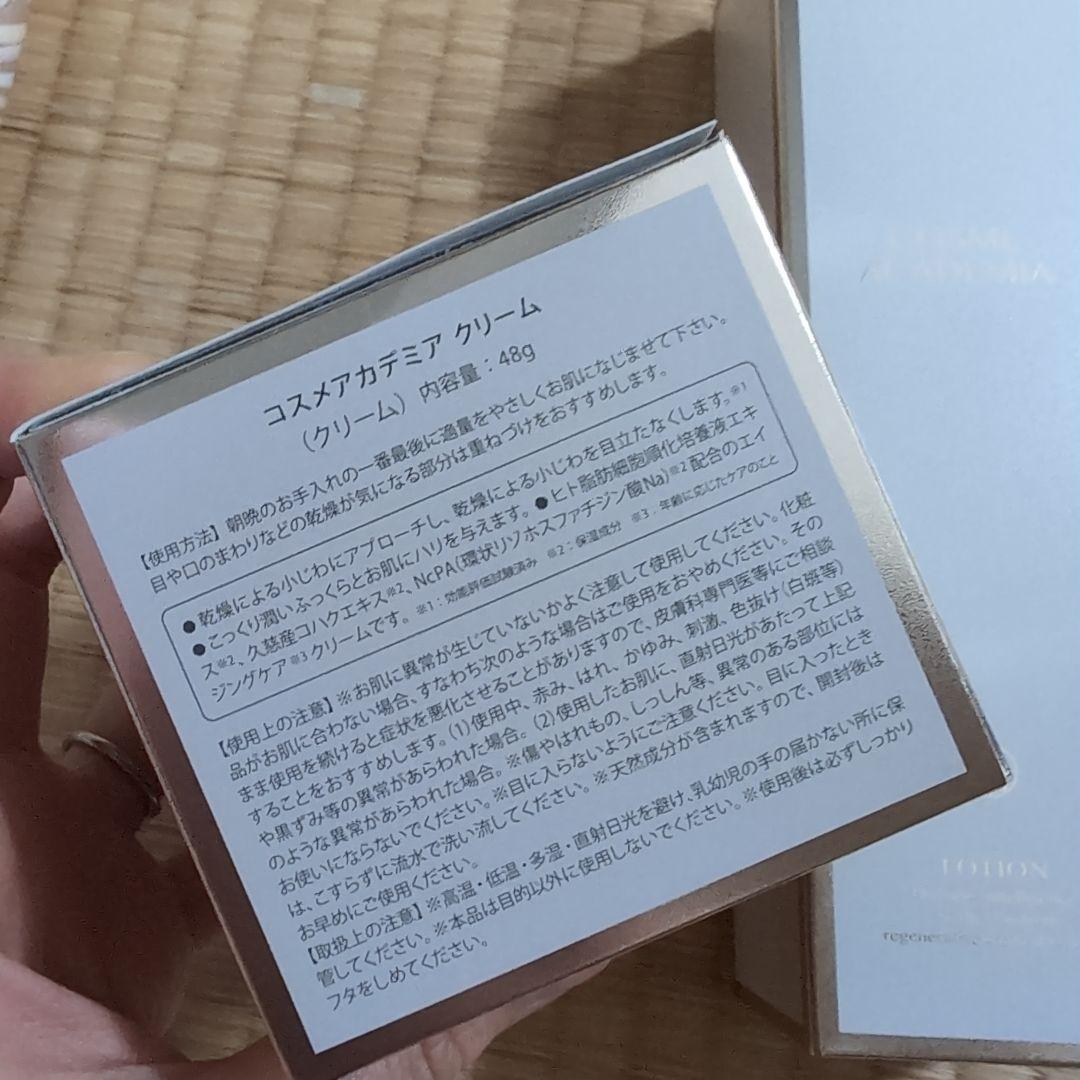 コスメアカデミア クリーム
(クリーム) 内容量：48g
【使用方法】朝晩のお手入れの一番最後に適量をやさしくお肌になじませて下さい。
目や口のまわりなどの乾燥が気になる部分は重ねづけをおすすめします。
●乾燥による小じわにアプローチし、乾燥による小じわを目立たなくします。※1
●こっくり潤いふっくらとお肌にハリを与えます。●ヒト脂肪細胞順化培養液エキ
ス※2、久慈産コハクエキス※2、NcPA(環状リゾホスファチジン酸Na)※2 配合のエイ
ジングケア※3クリームです。 ※1：効能評価試験済み ※2：保湿成分 ※3：年齢に応じたケアのこと
【使用上の注意】※お肌に異常が生じていないかよく注意して使用してください。化粧
品がお肌に合わない場合、すなわち次のような場合はご使用をおやめください。その
まま使用を続けると症状を悪化させることがありますので、皮膚科専門医等にご相談
することをおすすめします。(1)使用中、赤み、はれ、かゆみ、刺激、色抜け(白斑等)
や黒ずみ等の異常があらわれた場合。(2)使用したお肌に、直射日光があたって上記
のような異常があらわれた場合。※傷やはれもの、しっしん等、異常のある部位には
お使いにならないでください。※目に入らないようにご注意ください。目に入ったとき
は、こすらずに流水で洗い流してください。※天然成分が含まれますので、開封後は
お早めにご使用ください。
【取扱上の注意】※高温・低温・多湿・直射日光を避け、乳幼児の手の届かない所に保
管してください。※本品は目的以外に使用しないでください。※使用後は必ずしっかり
フタをしめてください。
LOTION